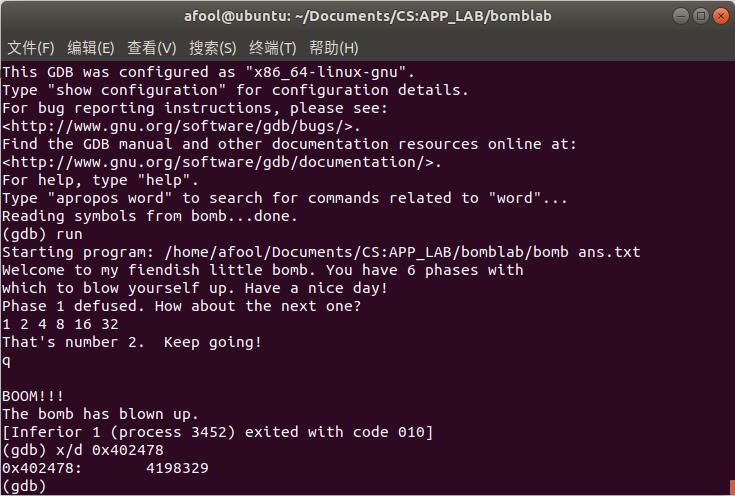 afool@ubuntu: ~/Documents/CS:APP_LAB/bomblab
文件(F) 编辑(E) 查看(V) 搜索(S) 终端(T) 帮助(H)
This GDB was configured as "x86_64-linux-gnu".
Type "show configuration" for configuration details.
For bug reporting instructions, please see:
<http://www.gnu.org/software/gdb/bugs/>.
Find the GDB manual and other documentation resources online at:
<http://www.gnu.org/software/gdb/documentation/>.
For help, type "help".
Type "apropos word" to search for commands related to "word"...
Reading symbols from bomb...done.
(gdb) run
Starting program: /home/afool/Documents/CS:APP_LAB/bomblab/bomb ans.txt
Welcome to my fiendish little bomb. You have 6 phases with
which to blow yourself up. Have a nice day!
Phase 1 defused. How about the next one?
1 2 4 8 16 32
That's number 2.  Keep going!
q
BOOM!!!
The bomb has blown up.
[Inferior 1 (process 3452) exited with code 010]
(gdb) x/d 0x402478
0x402478:       4198329
(gdb)